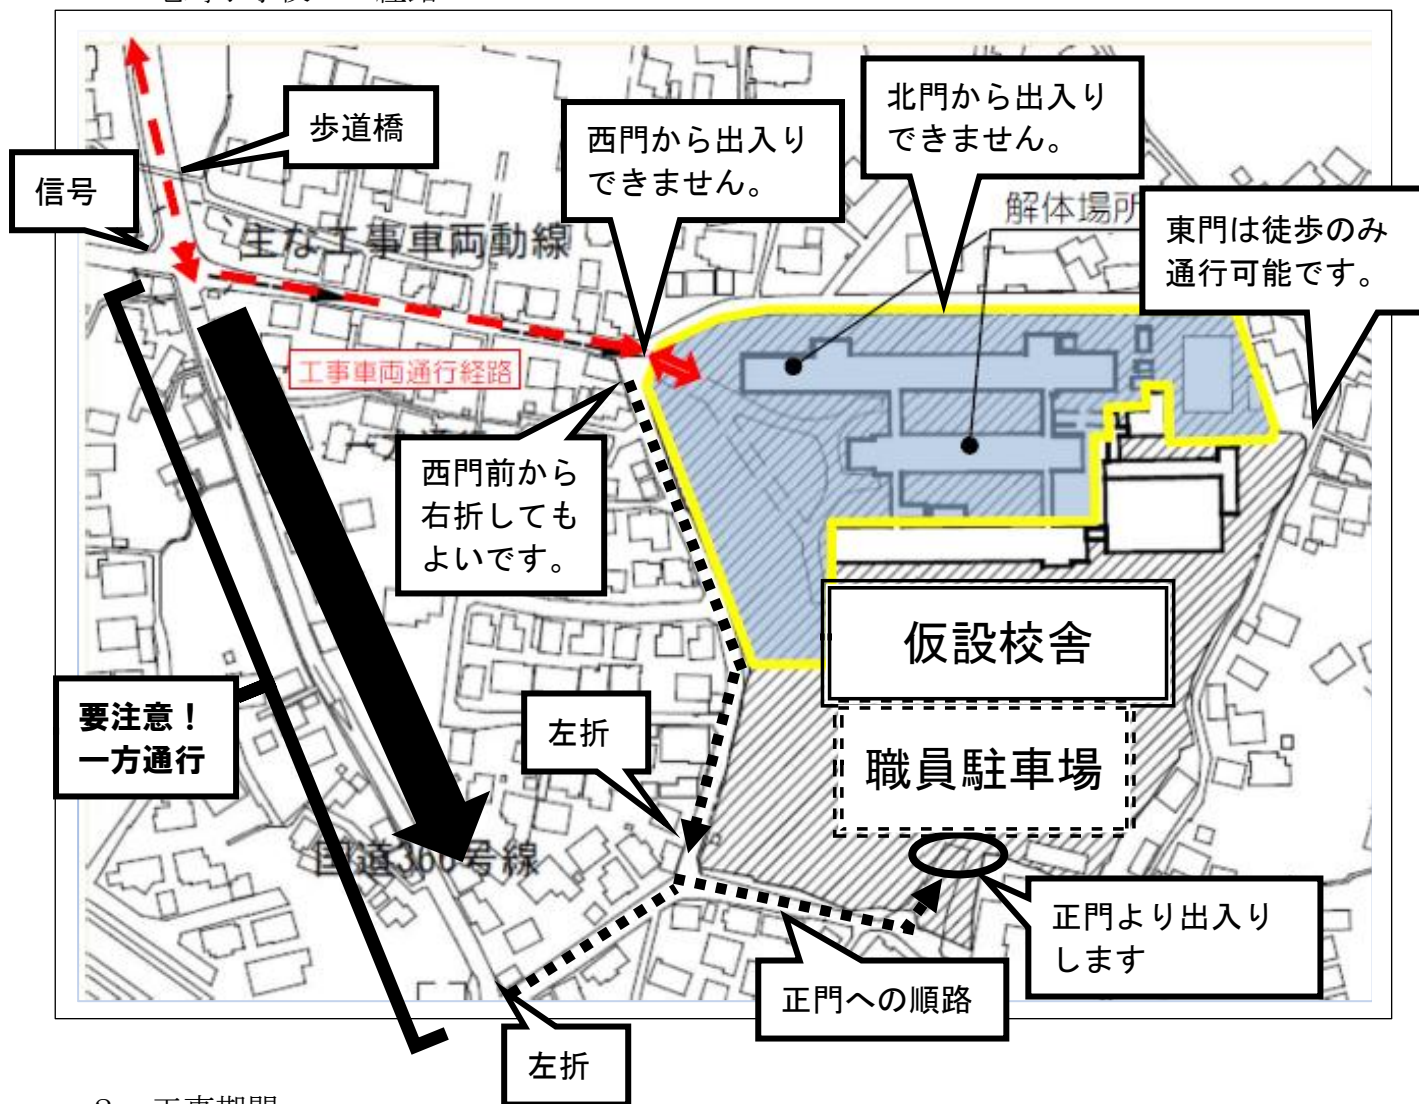 歩道橋
信号
西門から出入り
できません。
北門から出入り
できません。
解体場所
東門は徒歩のみ
通行可能です。
主な工事車両動線
工事車両通行経路
西門前から
右折しても
よいです。
仮設校舎
職員駐車場
要注意！
一方通行
左折
国道366号線
正門より出入り
します
正門への順路
左折